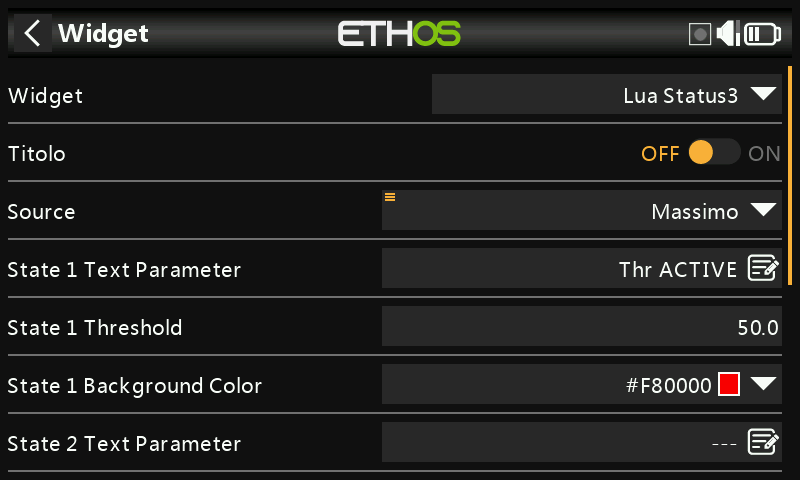 Widget
ETHOS
Widget
Lua Status3
Titolo
OFF ON
Source
Massimo
State 1 Text Parameter
Thr ACTIVE
State 1 Threshold
50.0
State 1 Background Color
#F80000
State 2 Text Parameter
---